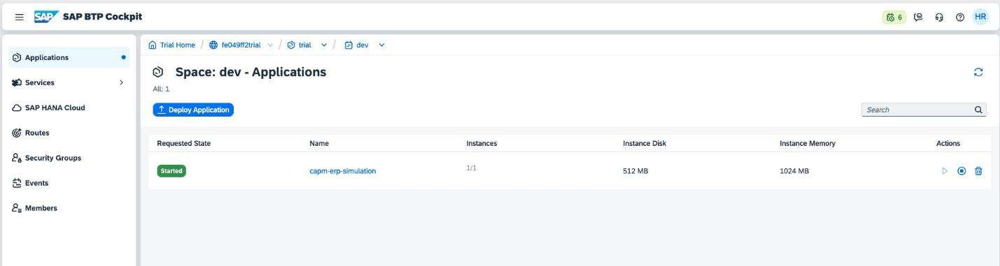 SAP SAP BTP Cockpit
6
HR
Applications
Services
SAP HANA Cloud
Routes
Security Groups
Events
Members
Trial Home / fe049ff2trial / trial / dev
Space: dev - Applications
All: 1
Deploy Application
Search
Requested State Name Instances Instance Disk Instance Memory Actions
Started capm-erp-simulation 1/1 512 MB 1024 MB